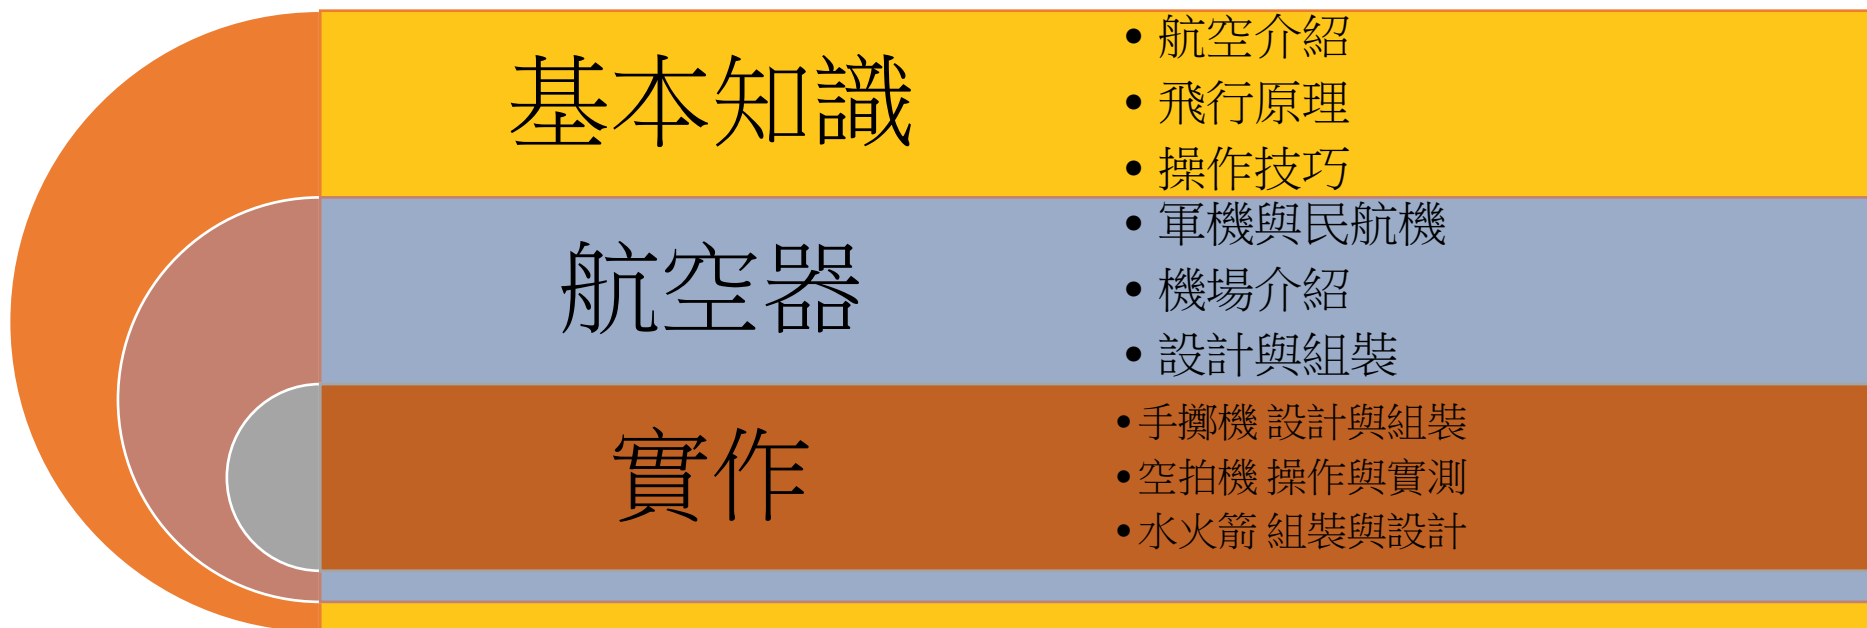 基本知識
• 航空介紹
• 飛行原理
• 操作技巧
航空器
• 軍機與民航機
• 機場介紹
• 設計與組裝
實作
• 手擲機 設計與組裝
• 空拍機 操作與實測
• 水火箭 組裝與設計